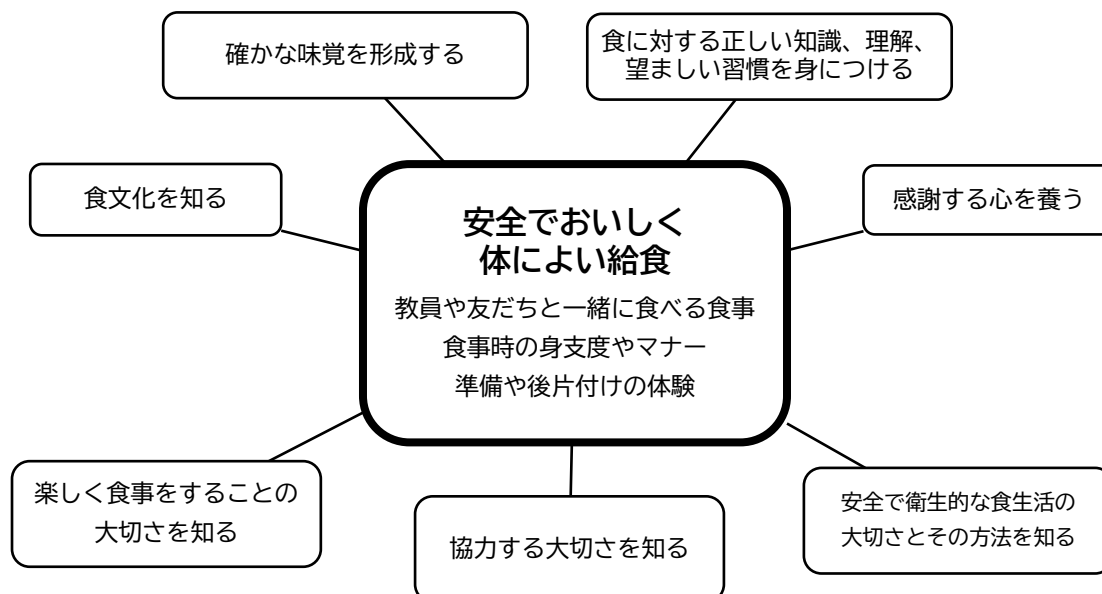 確かな味覚を形成する
食に対する正しい知識、理解、
望ましい習慣を身につける
食文化を知る
感謝する心を養う
安全でおいしく
体によい給食
教員や友だちと一緒に食べる食事
食事時の身支度やマナー
準備や後片付けの体験
楽しく食事をすることの
大切さを知る
協力する大切さを知る
安全で衛生的な食生活の
大切さとその方法を知る